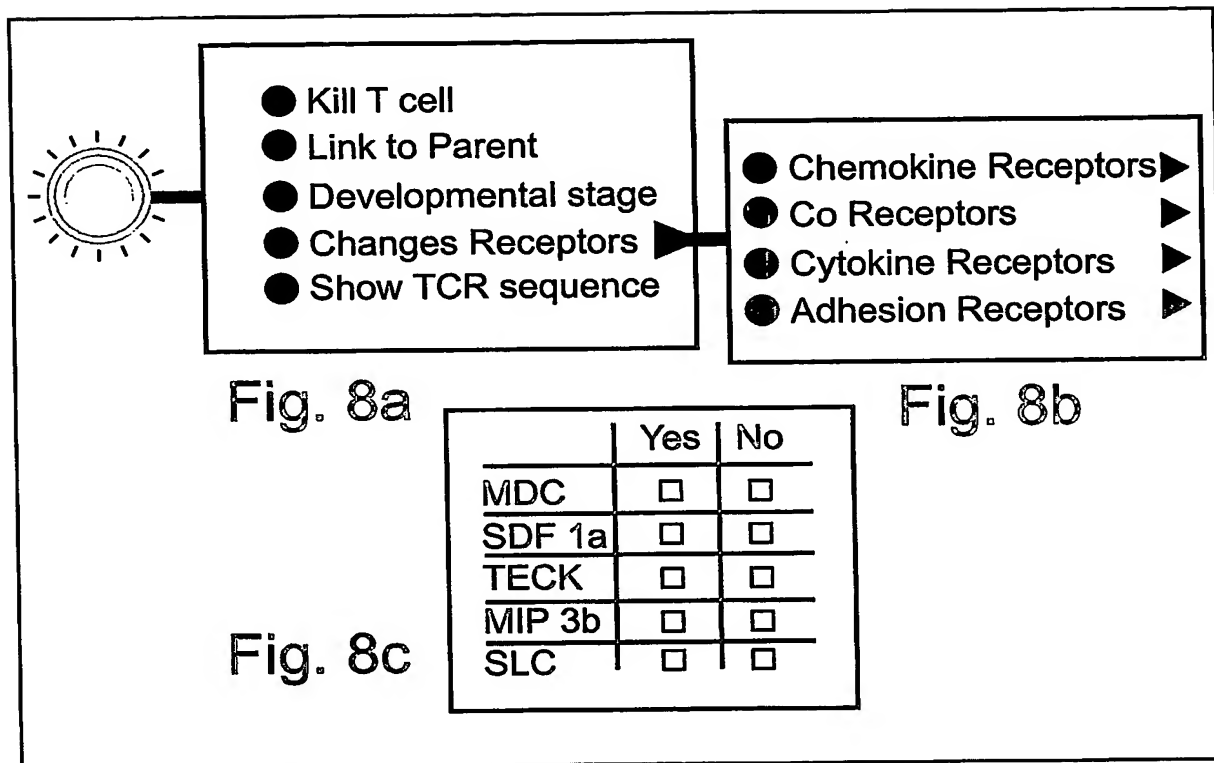 Kill T cell
Link to Parent
Developmental stage
Changes Receptors
Show TCR sequence
Chemokine Receptors
Co Receptors
Cytokine Receptors
Adhesion Receptors
Fig. 8a
Fig. 8b
Yes No
MDC
SDF 1a
TECK
MIP 3b
SLC
Fig. 8c